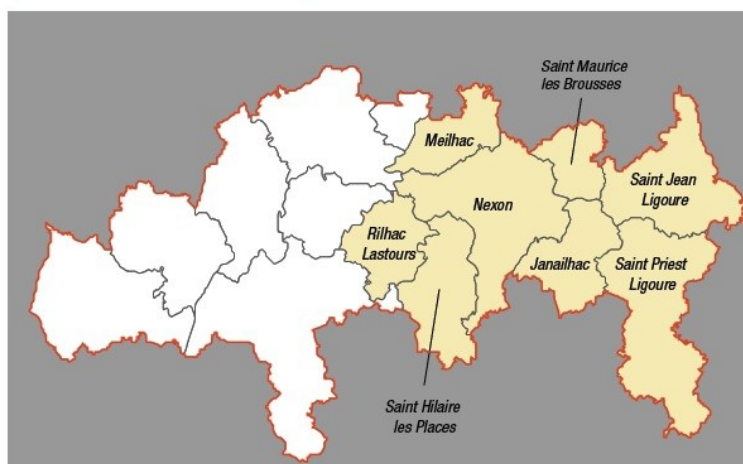 Saint Maurice
les Brousses
Meilhac
Saint Jean
Ligoure
Nexon
Rilhac
Lastours
Janailhac
Saint Priest
Ligoure
Saint Hilaire
les Places